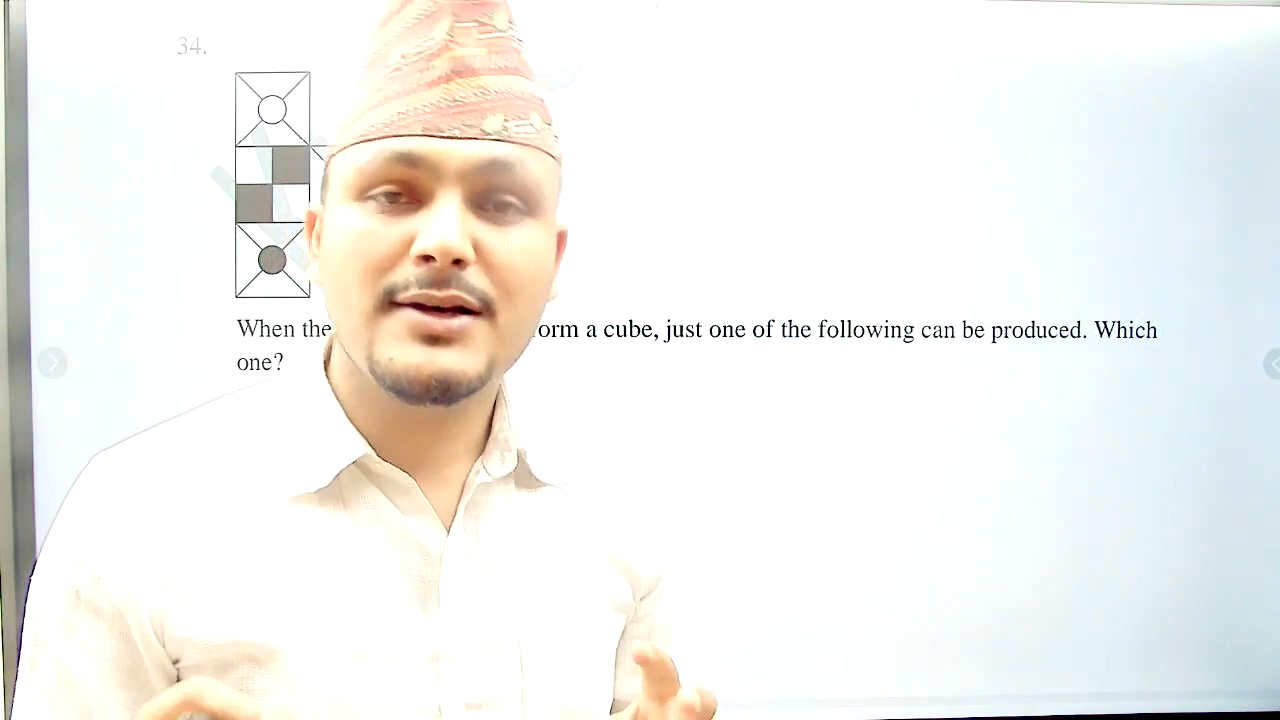 34.
When the orm a cube, just one of the following can be produced. Which
one?